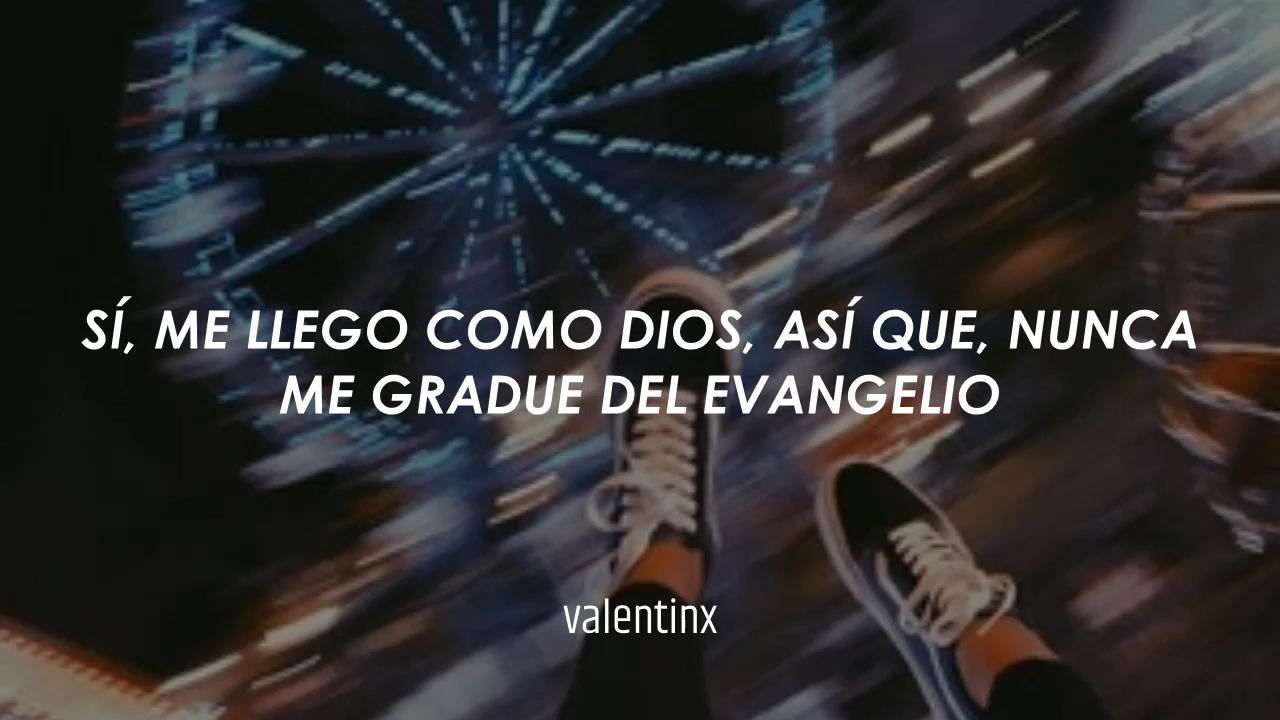 SÍ, ME LLEGO COMO DIOS, ASÍ QUE, NUNCA
ME GRADUE DEL EVANGELIO
valentinx